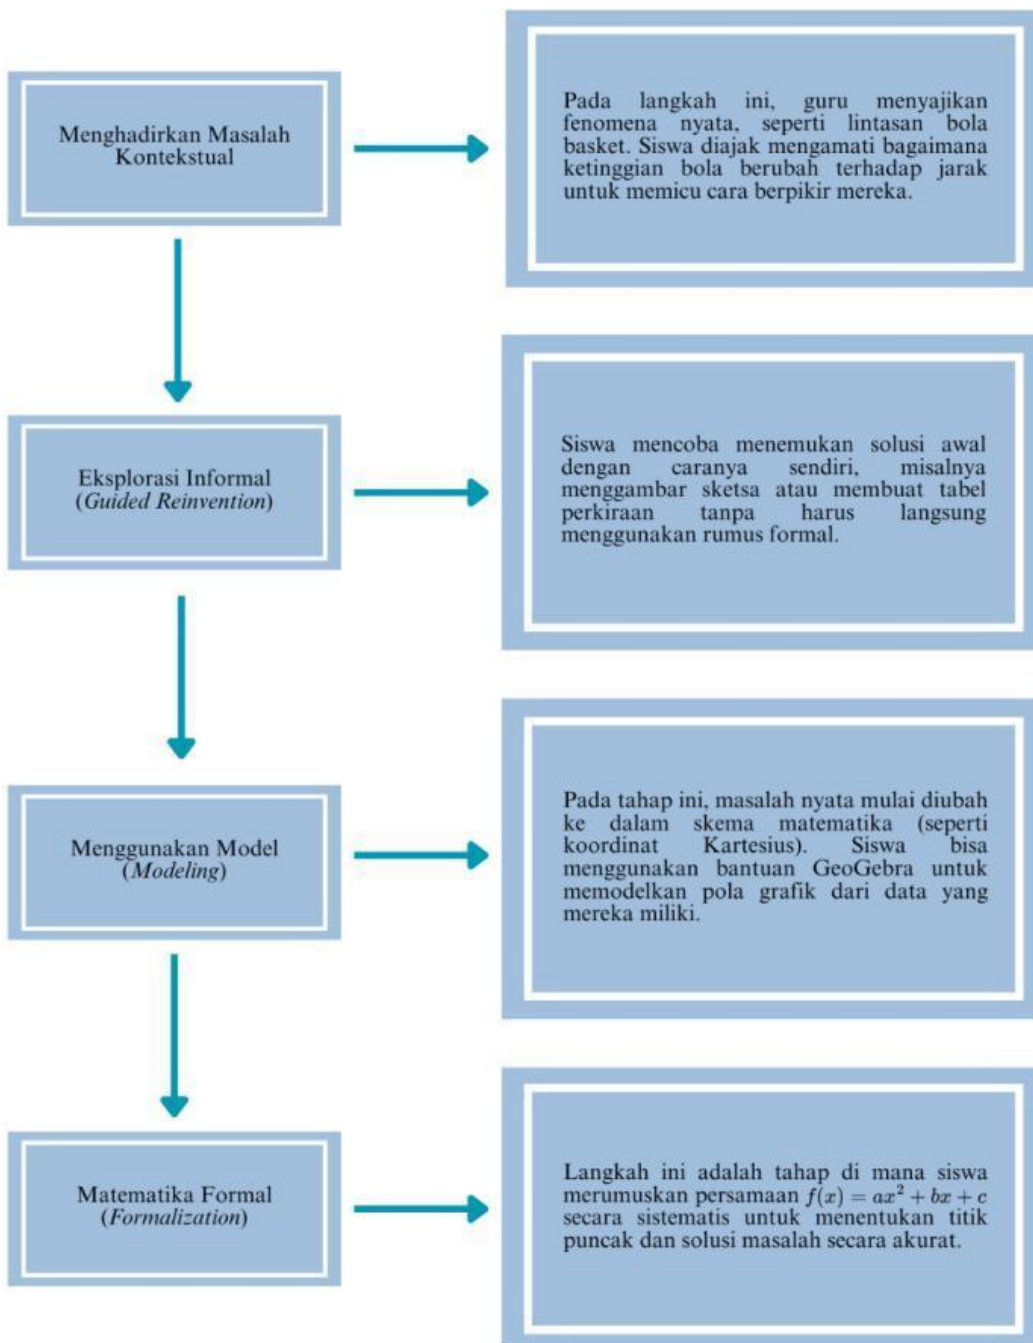 Menghadirkan Masalah
Kontekstual
Pada langkah ini, guru menyajikan
fenomena nyata, seperti lintasan bola
basket. Siswa diajak mengamati bagaimana
ketinggian bola berubah terhadap jarak
untuk memicu cara berpikir mereka.
Eksplorasi Informal
(Guided Reinvention)
Siswa mencoba menemukan solusi awal
dengan caranya sendiri, misalnya
menggambar sketsa atau membuat tabel
perkiraan tanpa harus langsung
menggunakan rumus formal.
Menggunakan Model
(Modeling)
Pada tahap ini, masalah nyata mulai diubah
ke dalam skema matematika (seperti
koordinat Kartesius). Siswa bisa
menggunakan bantuan GeoGebra untuk
memodelkan pola grafik dari data yang
mereka miliki.
Matematika Formal
(Formalization)
Langkah ini adalah tahap di mana siswa
merumuskan persamaan f(x) = ax² + bx + c
secara sistematis untuk menentukan titik
puncak dan solusi masalah secara akurat.